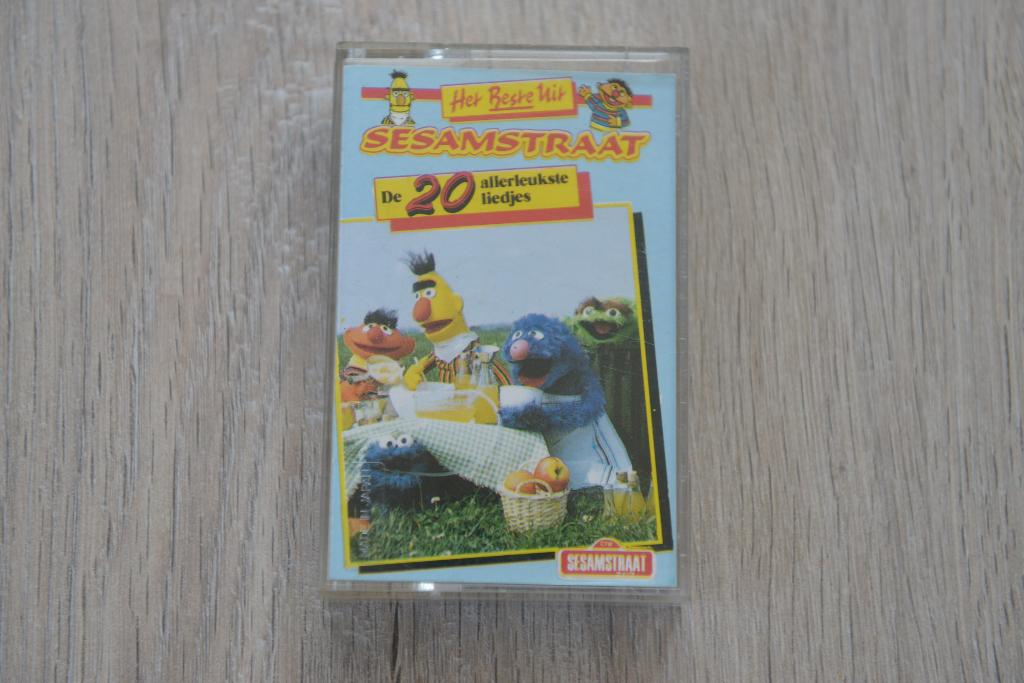 Het Beste Uit
SESAMSTRAAT
De 20 allerleukste
liedjes
SESAMSTRAAT